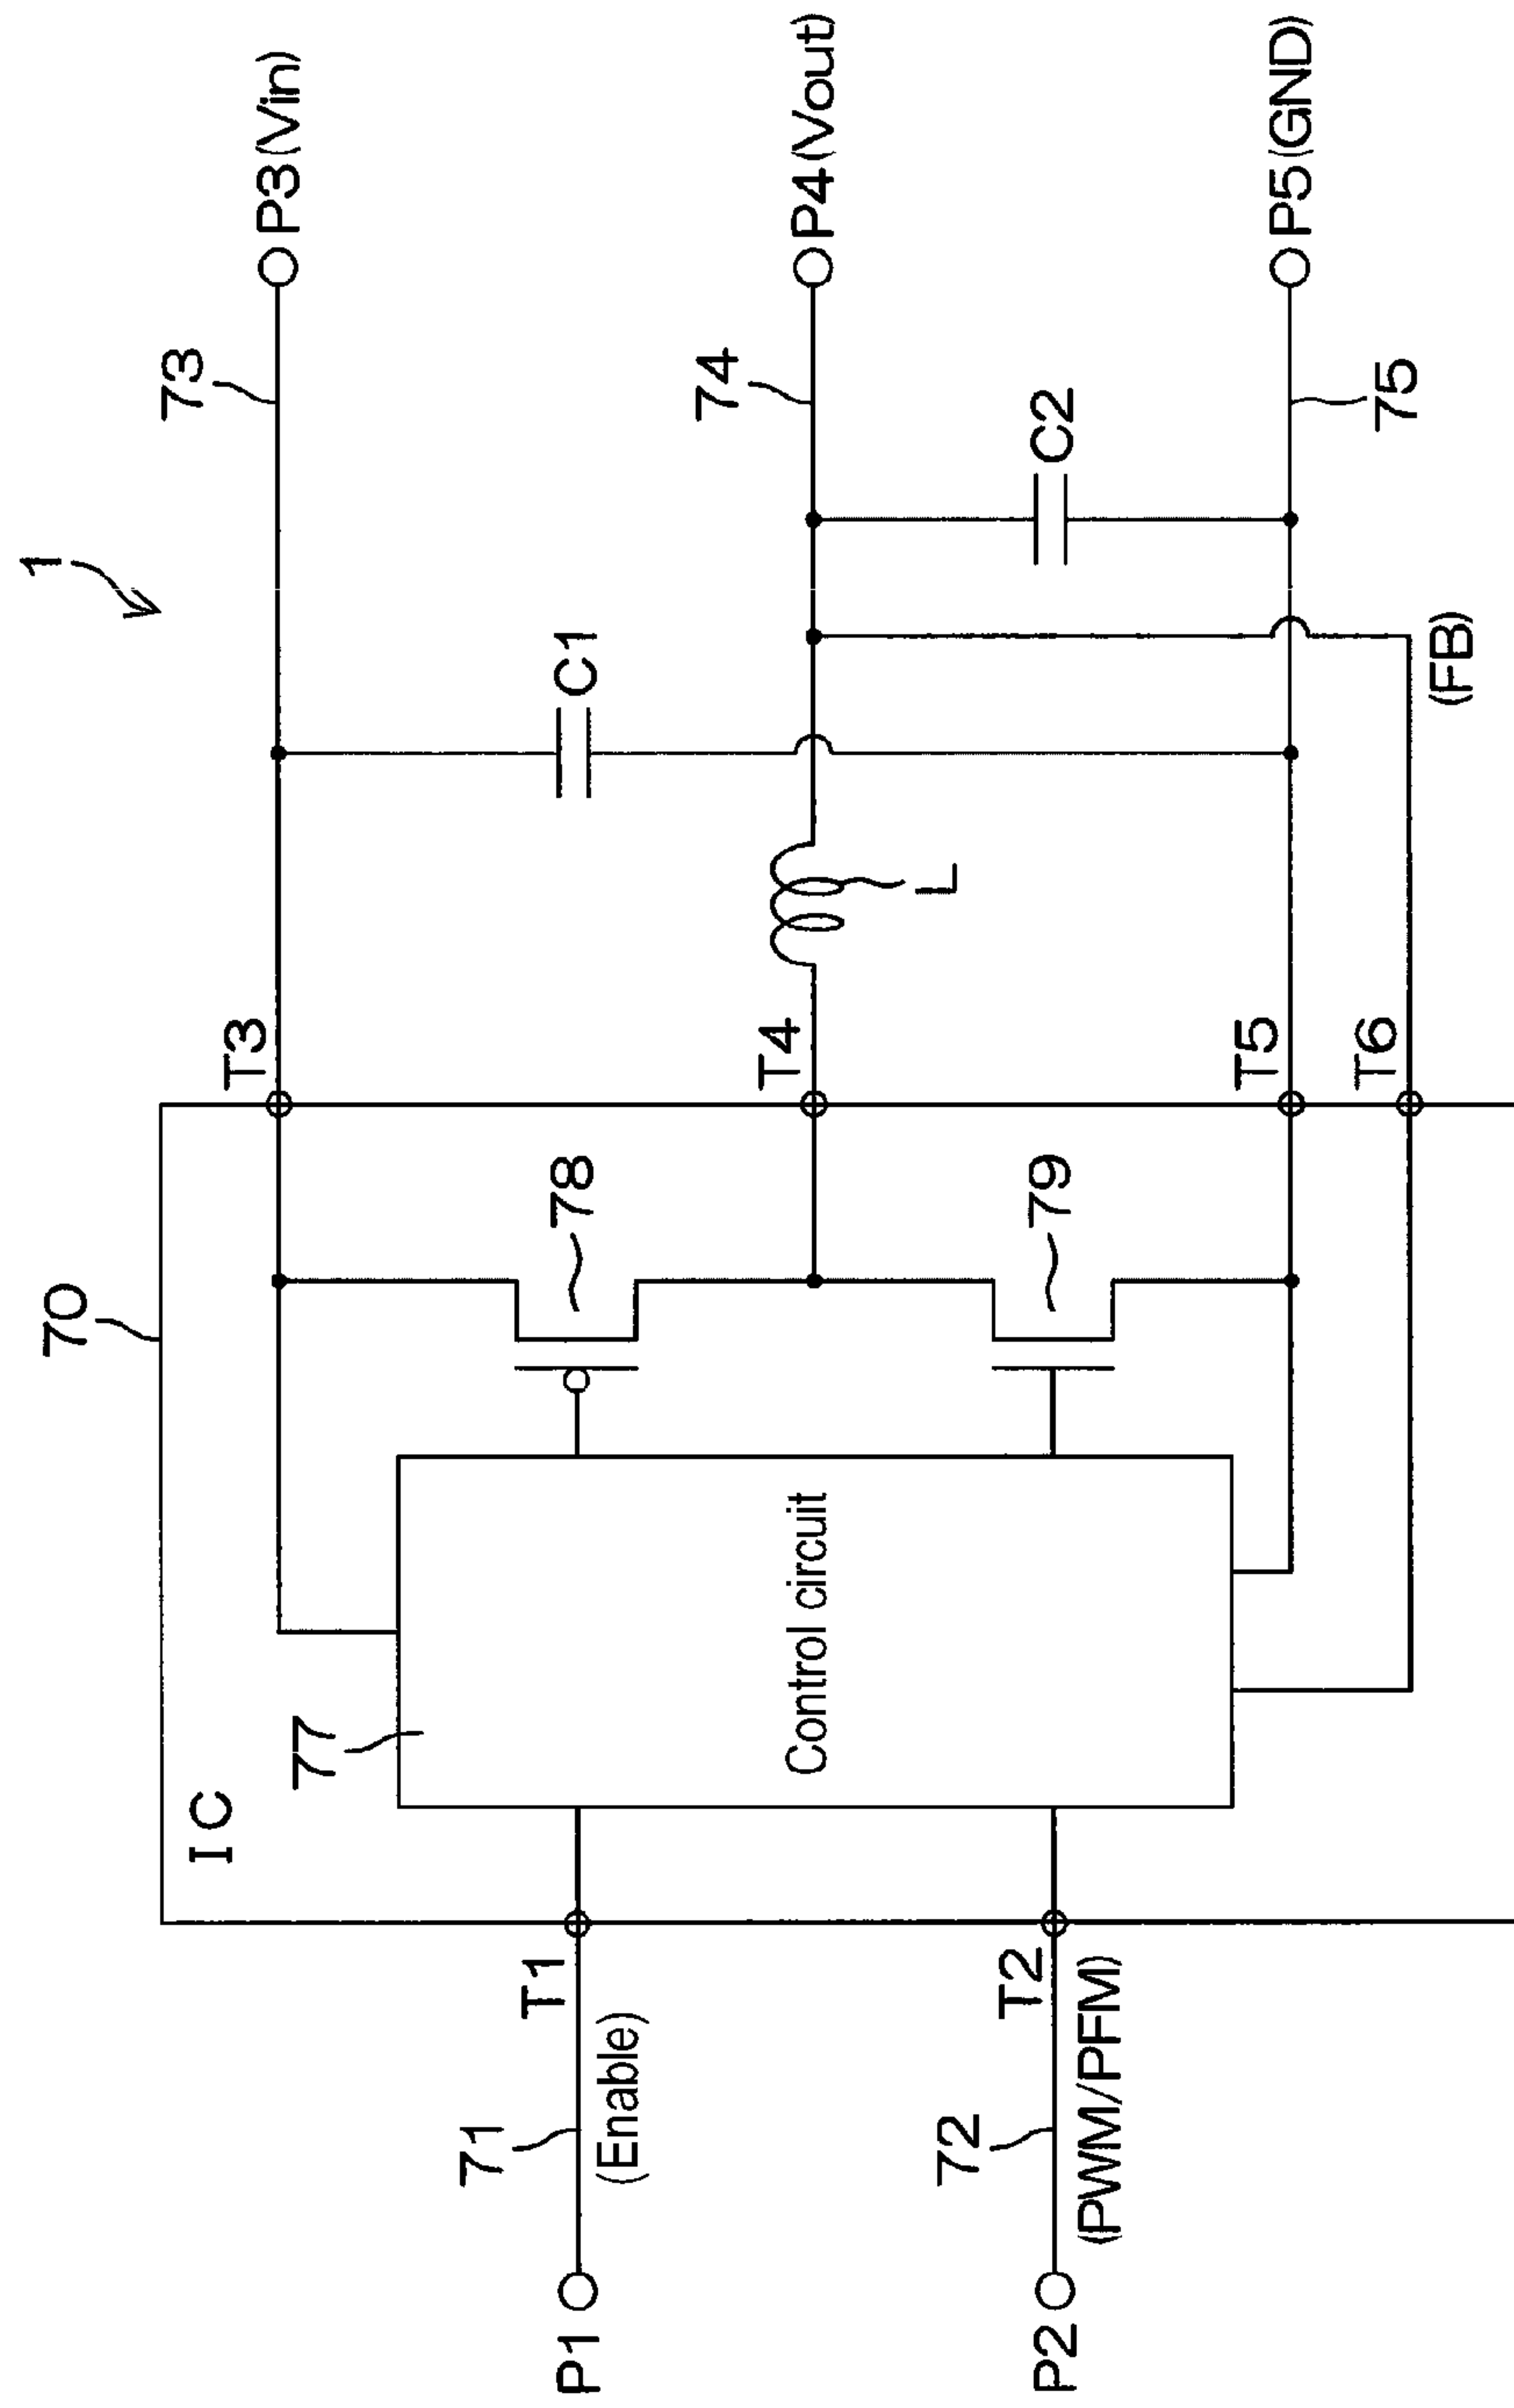 1
70
IC
T3
73
P3(Vin)
77
78
C1
P1
71
T1
(Enable)
Control circuit
T4
L
74
P4(Vout)
P2
72
T2
(PWM/PFM)
79
C2
T5
P5(GND)
75
T6
(FB)